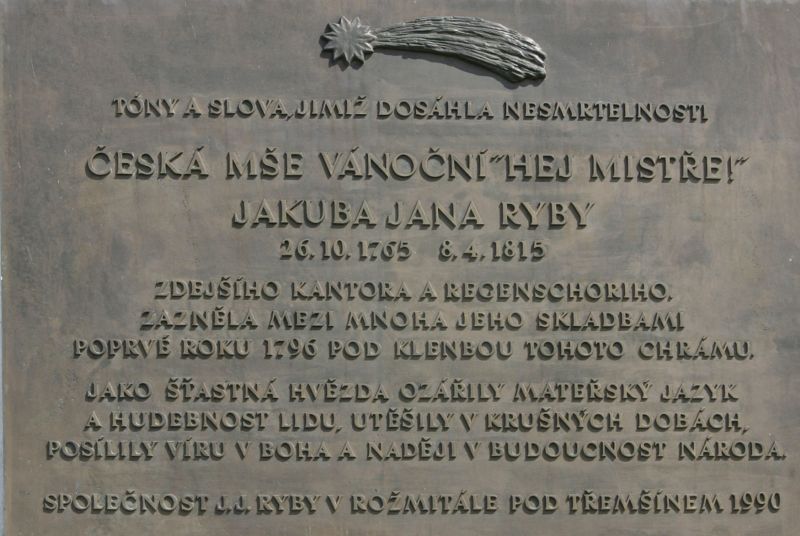 TÓNY A SLOVA, JIMIŽ DOSÁHLA NESMRTELNOSTI
ČESKÁ MŠE VÁNOČNÍ "HEJ MISTŘE!"
JAKUBA JANA RYBY
26. 10. 1765 8. 4. 1815
ZDEJŠÍHO KANTORA A REGENSCHORIHO.
ZAZNĚLA MEZI MNOHA JEHO SKLADBAMI
POPRVÉ ROKU 1796 POD KLENBOU TOHOTO CHRÁMU.
JAKO ŠŤASTNÁ HVĚZDA OZÁŘILY MATEŘSKÝ JAZYK
A HUDEBNOST LIDU, UTĚŠILY V KRUŠNÝCH DOBÁCH,
POSÍLILY VÍRU V BOHA A NADĚJI V BUDOUCNOST NÁRODA.
SPOLEČNOST J. J. RYBY V ROŽMITÁLE POD TŘEMŠÍNEM 1990